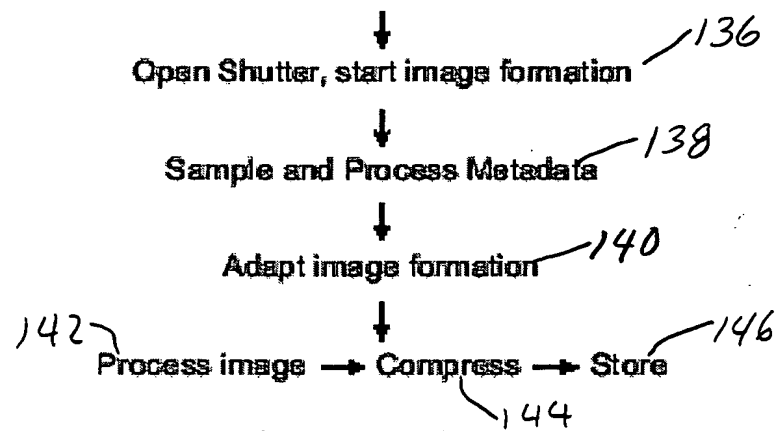 136
Open Shutter, start image formation
138
Sample and Process Metadata
140
Adapt image formation
142
146
Process image Compress Store
144